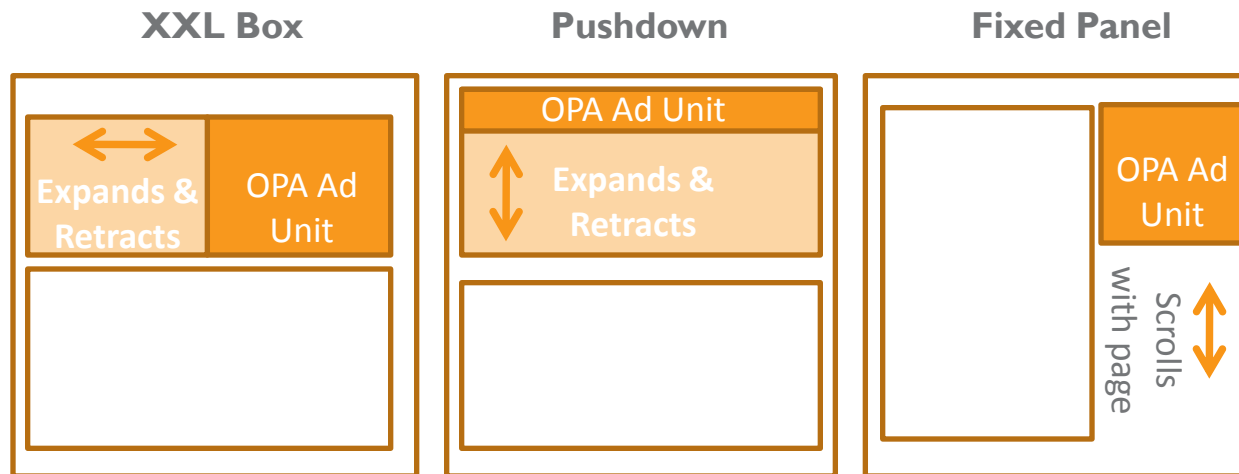 XXL Box
Expands &
Retracts
OPA Ad
Unit
Pushdown
OPA Ad Unit
Expands &
Retracts
Fixed Panel
OPA Ad
Unit
Scrolls
with page